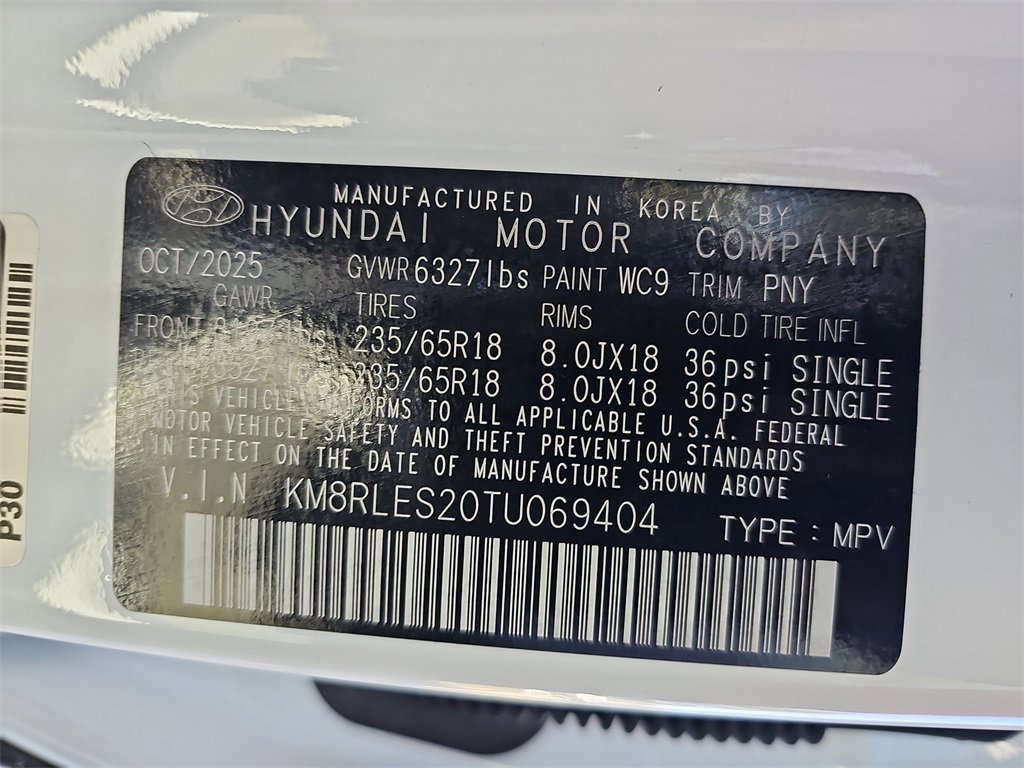 MANUFACTURED IN KOREA BY
HYUNDAI MOTOR COMPANY
OCT/2025 GVWR 6327lbs PAINT WC9 TRIM PNY
GAWR TIRES RIMS COLD TIRE INFL
FRONT 235/65R18 8.0JX18 36psi SINGLE
235/65R18 8.0JX18 36psi SINGLE
THIS VEHICLE CONFORMS TO ALL APPLICABLE U.S.A. FEDERAL
MOTOR VEHICLE SAFETY AND THEFT PREVENTION STANDARDS
IN EFFECT ON THE DATE OF MANUFACTURE SHOWN ABOVE
V.I.N KM8RLES20TU069404 TYPE : MPV
P30